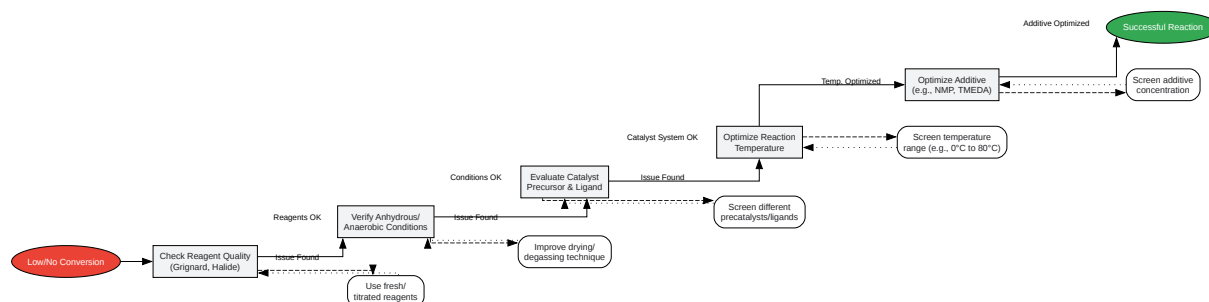 Low/No Conversion
Check Reagent Quality
(Grignard, Halide)
Issue Found
Use fresh/
titrated reagents
Reagents OK
Verify Anhydrous/
Anaerobic Conditions
Issue Found
Improve drying/
degassing technique
Conditions OK
Evaluate Catalyst
Precursor & Ligand
Issue Found
Screen different
precatalysts/ligands
Catalyst System OK
Optimize Reaction
Temperature
Screen temperature
range (e.g., 0°C to 80°C)
Temp. Optimized
Optimize Additive
(e.g., NMP, TMEDA)
Screen additive
concentration
Additive Optimized
Successful Reaction